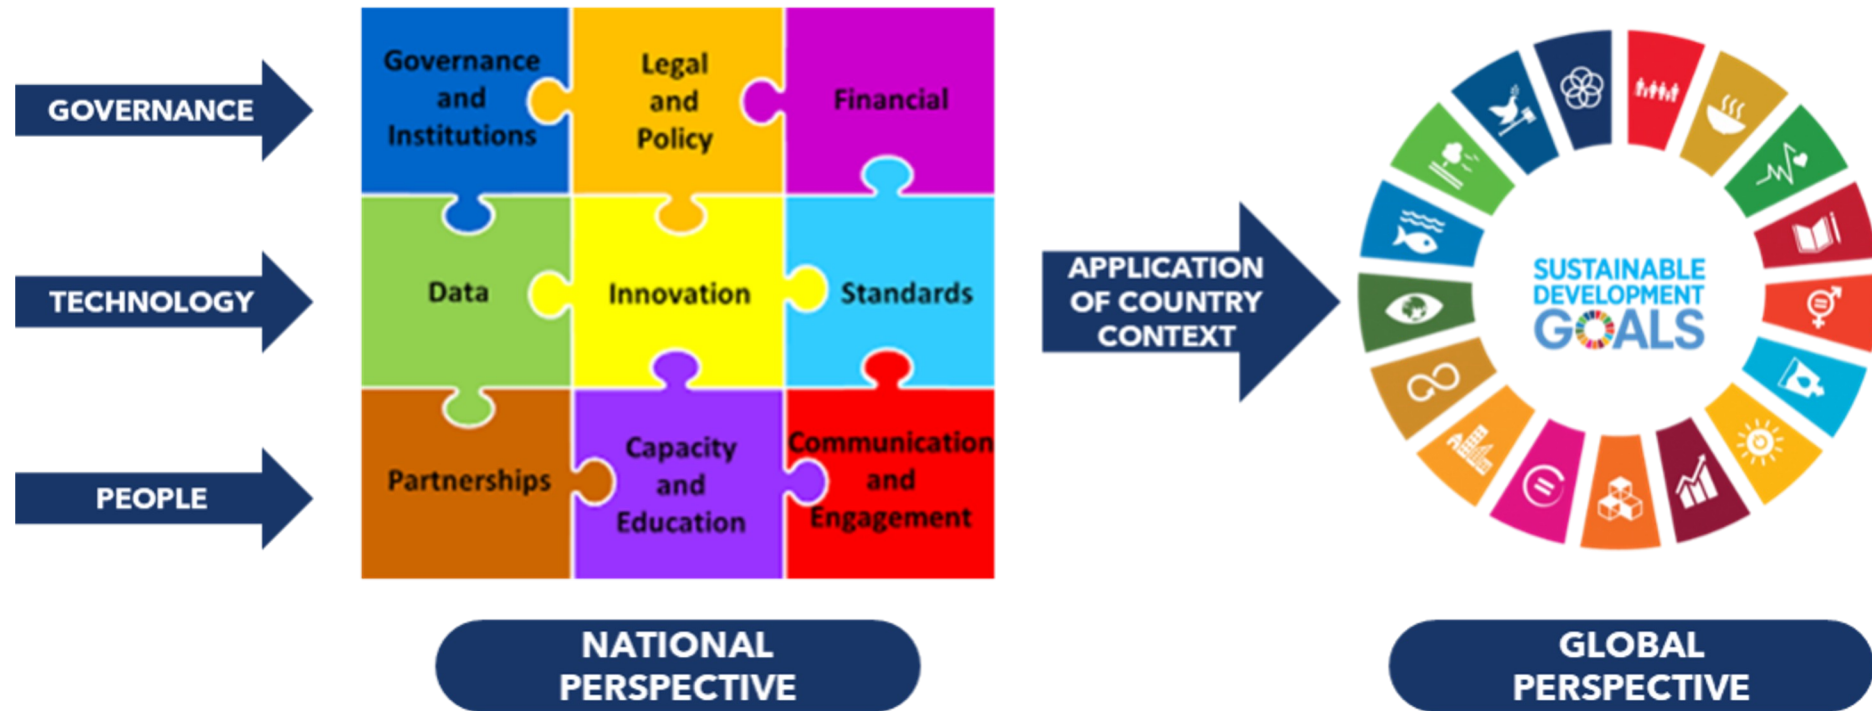 GOVERNANCE
Governance
and
Institutions
Legal
and
Policy
Financial
TECHNOLOGY
Data
Innovation
Standards
PEOPLE
Partnerships
Capacity
and
Education
Communication
and
Engagement
NATIONAL
PERSPECTIVE
APPLICATION
OF COUNTRY
CONTEXT
SUSTAINABLE
DEVELOPMENT
GOALS
GLOBAL
PERSPECTIVE